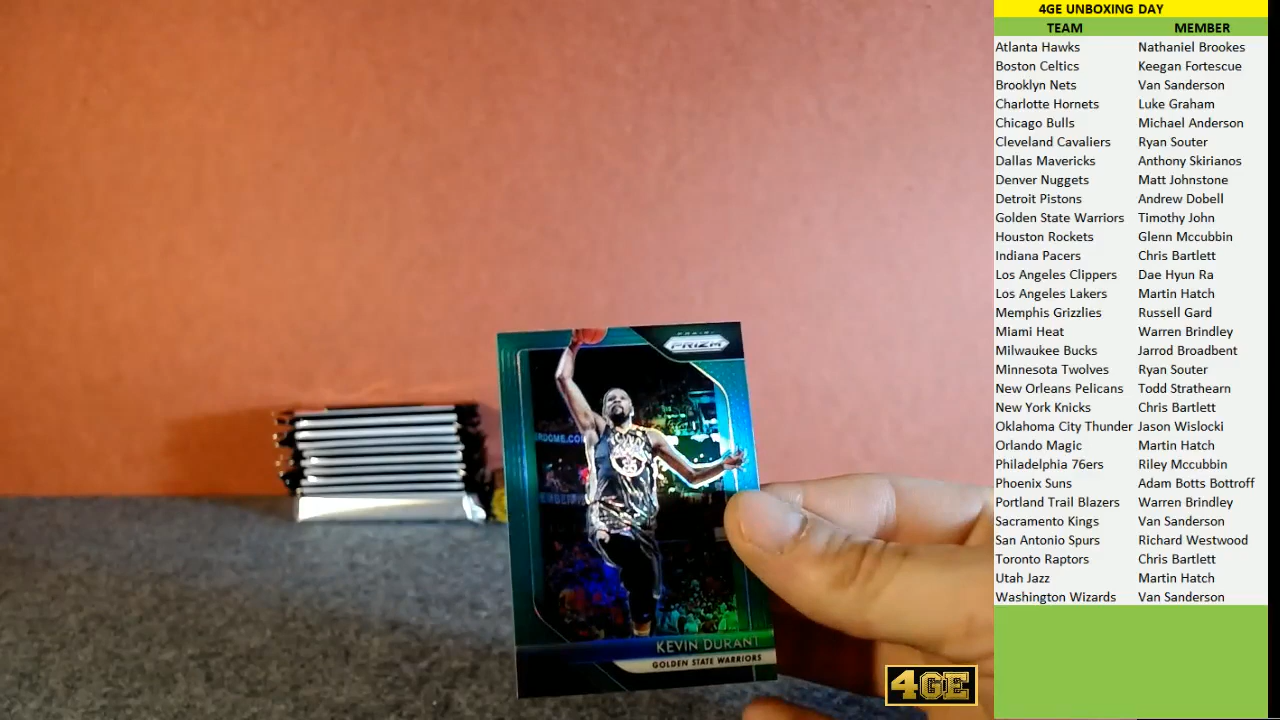 4GE UNBOXING DAY
TEAM MEMBER
Atlanta Hawks Nathaniel Brookes
Boston Celtics Keegan Fortescue
Brooklyn Nets Van Sanderson
Charlotte Hornets Luke Graham
Chicago Bulls Michael Anderson
Cleveland Cavaliers Ryan Souter
Dallas Mavericks Anthony Skirianos
Denver Nuggets Matt Johnstone
Detroit Pistons Andrew Dobell
Golden State Warriors Timothy John
Houston Rockets Glenn Mccubbin
Indiana Pacers Chris Bartlett
Los Angeles Clippers Dae Hyun Ra
Los Angeles Lakers Martin Hatch
Memphis Grizzlies Russell Gard
Miami Heat Warren Brindley
Milwaukee Bucks Jarrod Broadbent
Minnesota Twolves Ryan Souter
New Orleans Pelicans Todd Strathearn
New York Knicks Chris Bartlett
Oklahoma City Thunder Jason Wislocki
Orlando Magic Martin Hatch
Philadelphia 76ers Riley Mccubbin
Phoenix Suns Adam Botts Bottroff
Portland Trail Blazers Warren Brindley
Sacramento Kings Van Sanderson
San Antonio Spurs Richard Westwood
Toronto Raptors Chris Bartlett
Utah Jazz Martin Hatch
Washington Wizards Van Sanderson
PRIZM
KEVIN DURANT
GOLDEN STATE WARRIORS
4GE